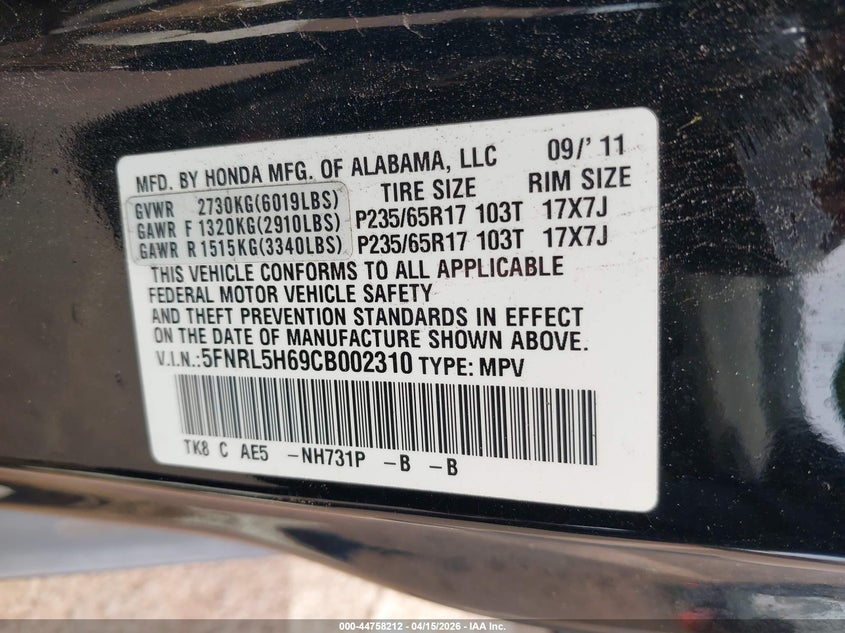 MFD. BY HONDA MFG. OF ALABAMA, LLC 09/' 11
GVWR 2730KG(6019LBS) TIRE SIZE RIM SIZE
GAWR F 1320KG(2910LBS) P235/65R17 103T 17X7J
GAWR R 1515KG(3340LBS) P235/65R17 103T 17X7J
THIS VEHICLE CONFORMS TO ALL APPLICABLE
FEDERAL MOTOR VEHICLE SAFETY
AND THEFT PREVENTION STANDARDS IN EFFECT
ON THE DATE OF MANUFACTURE SHOWN ABOVE.
V.I.N.:5FNRL5H69CB002310 TYPE: MPV
TK8 C AE5 -NH731P -B -B
000-44758212 - 04/15/2026 - IAA Inc.